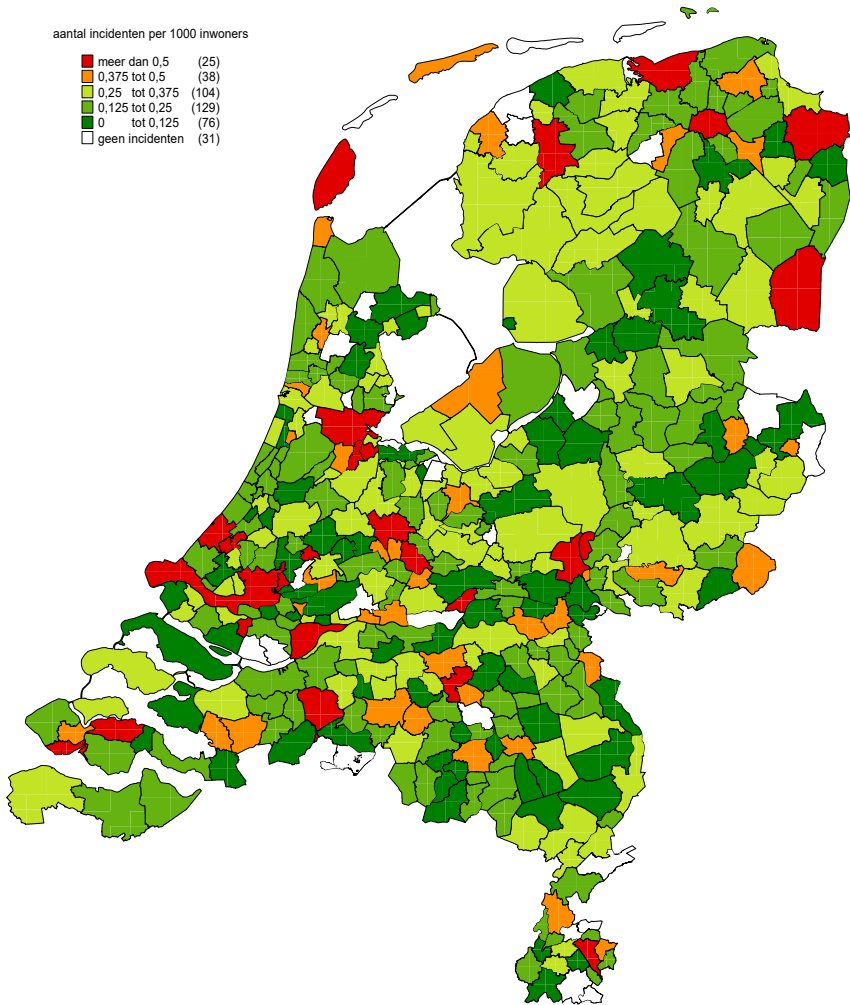 aantal incidenten per 1000 inwoners
meer dan 0,5 (25)
0,375 tot 0,5 (38)
0,25 tot 0,375 (104)
0,125 tot 0,25 (129)
0 tot 0,125 (76)
geen incidenten (31)